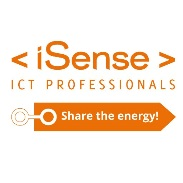 < iSense >
ICT PROFESSIONALS
Share the energy!